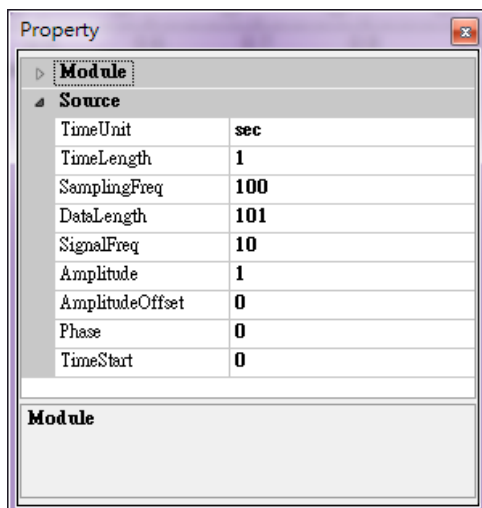 Property
Module
Source
TimeUnit sec
TimeLength 1
SamplingFreq 100
DataLength 101
SignalFreq 10
Amplitude 1
AmplitudeOffset 0
Phase 0
TimeStart 0
Module